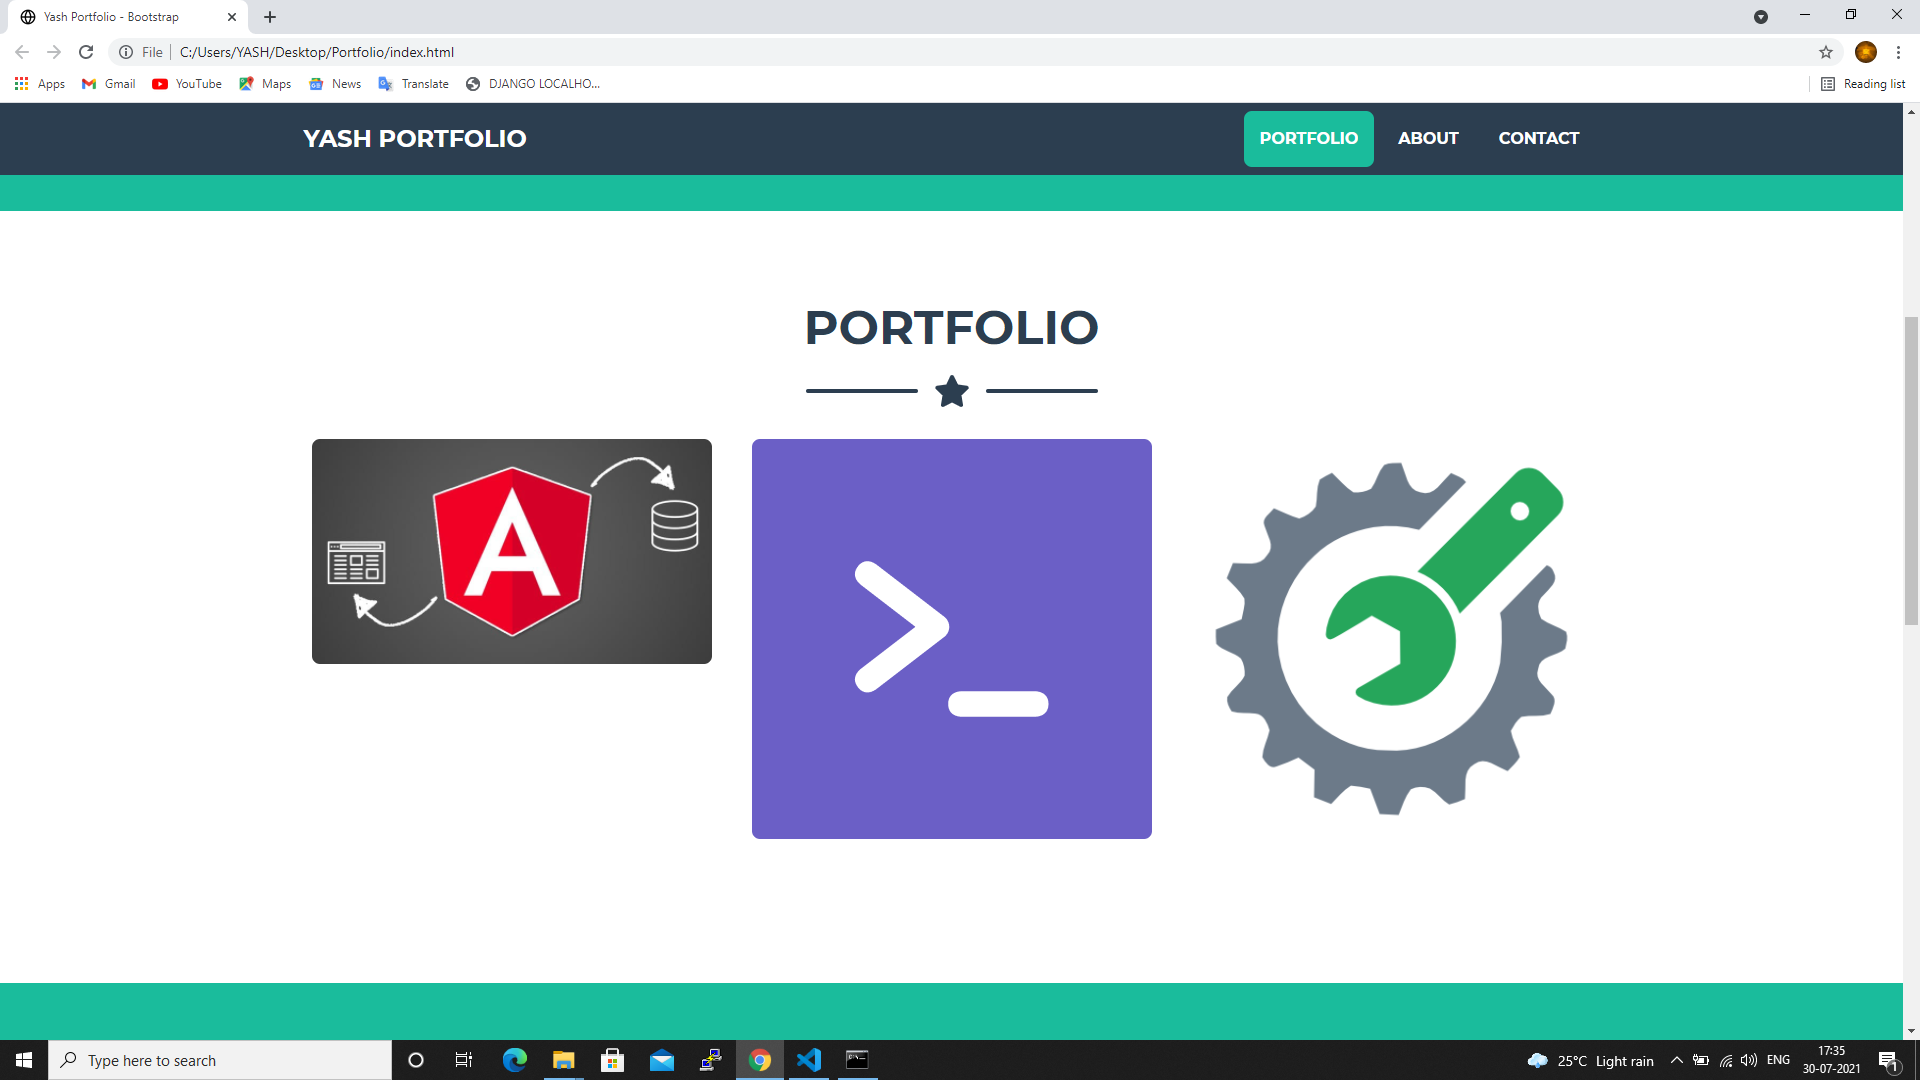 Yash Portfolio - Bootstrap
File C:/Users/YASH/Desktop/Portfolio/index.html
Apps Gmail YouTube Maps News Translate DJANGO LOCALHO... Reading list
YASH PORTFOLIO PORTFOLIO ABOUT CONTACT
PORTFOLIO
A
>_
Type here to search 25°C Light rain ENG 17:35
30-07-2021 1